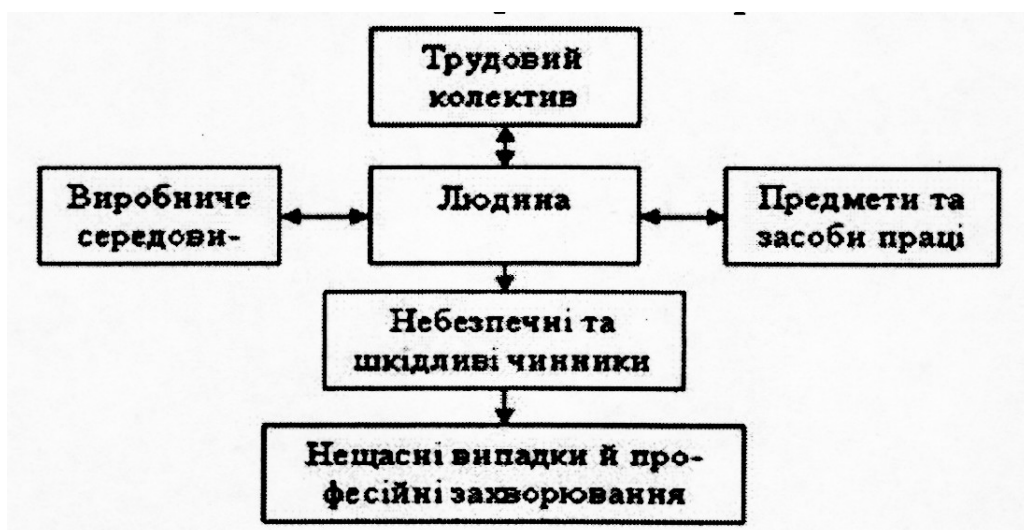 Трудовий
колектив
Виробниче
середови-
Людина
Предмети та
засоби праці
Небезпечні та
шкідливі чинники
Нещасні випадки й про-
фесійні захворювання